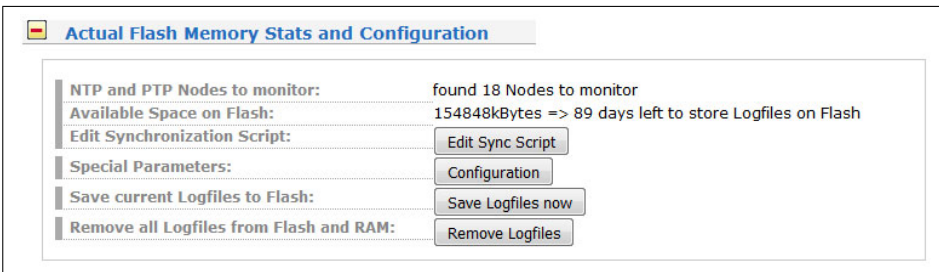 Actual Flash Memory Stats and Configuration
NTP and PTP Nodes to monitor: found 18 Nodes to monitor
Available Space on Flash: 154848kBytes => 89 days left to store Logfiles on Flash
Edit Synchronization Script: Edit Sync Script
Special Parameters: Configuration
Save current Logfiles to Flash: Save Logfiles now
Remove all Logfiles from Flash and RAM: Remove Logfiles